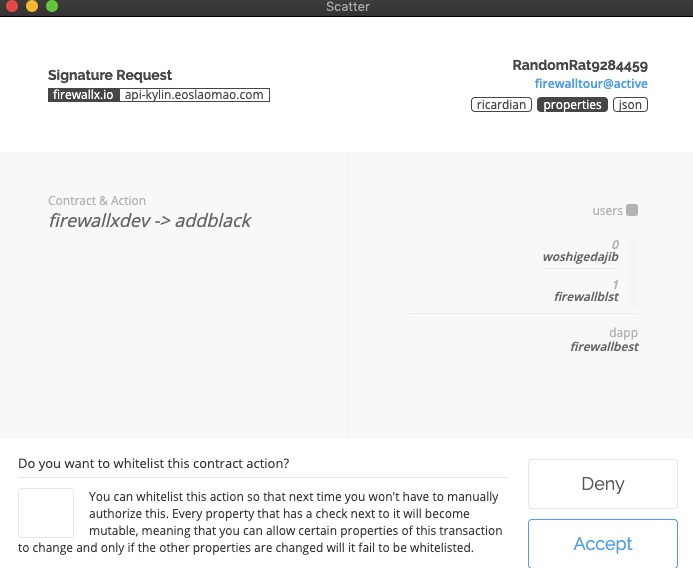 Scatter
Signature Request
firewallx.io api-kylin.eoslaomao.com
RandomRat9284459
firewalltour@active
ricardian properties json
Contract & Action
firewallxdev -> addblack
users
0
woshigedajib
1
firewallblst
dapp
firewallbest
Do you want to whitelist this contract action?
You can whitelist this action so that next time you won't have to manually
authorize this. Every property that has a check next to it will become
mutable, meaning that you can allow certain properties of this transaction
to change and only if the other properties are changed will it fail to be whitelisted.
Deny
Accept